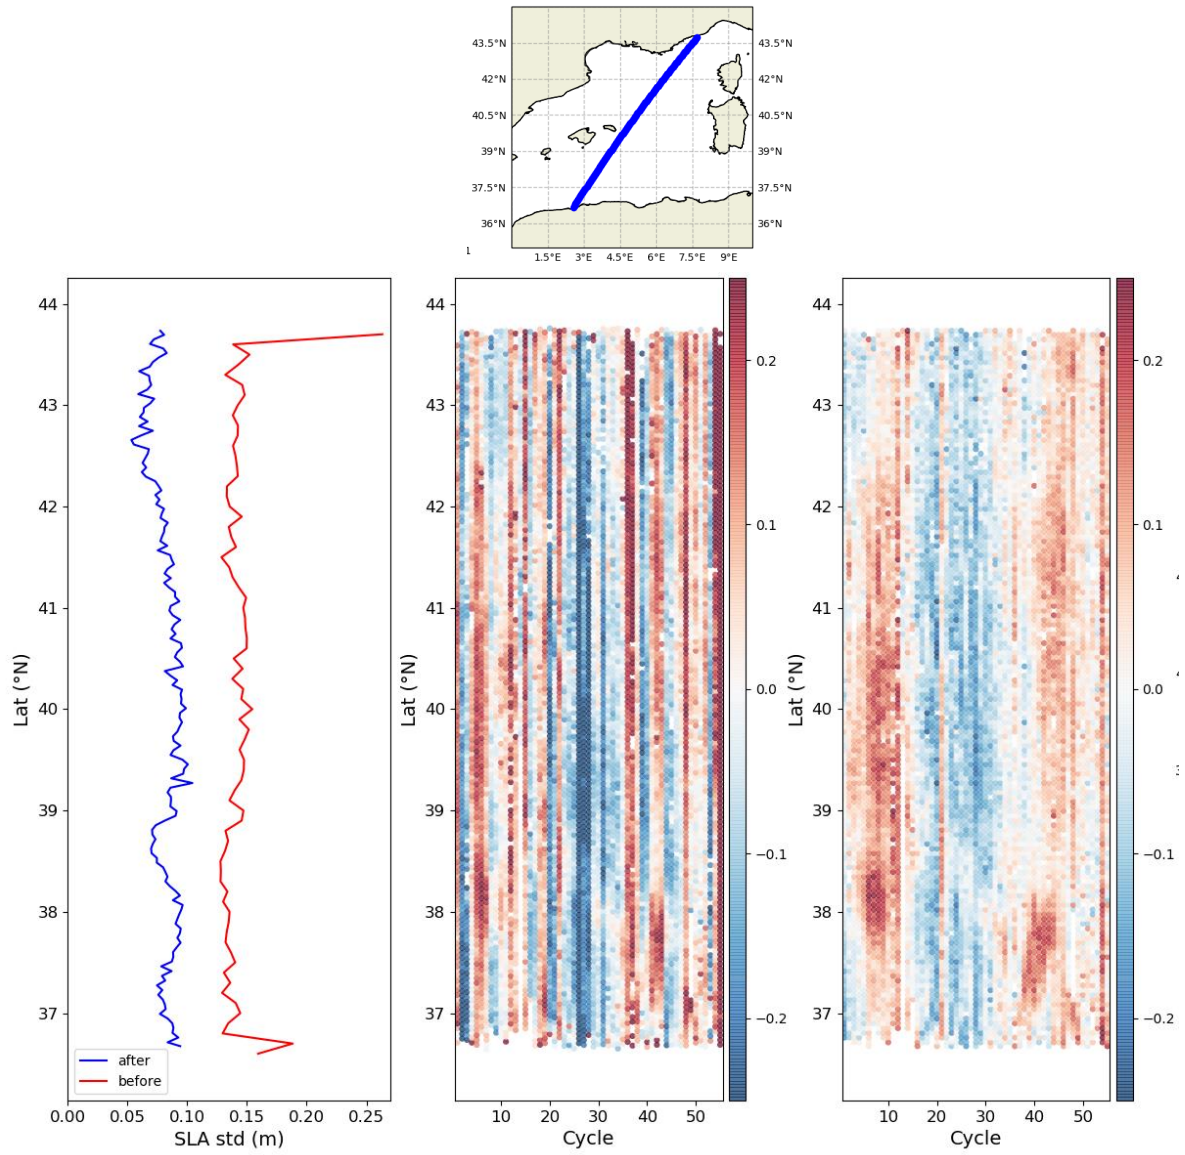 43.5°N 43.5°N
42°N 42°N
40.5°N 40.5°N
39°N 39°N
37.5°N 37.5°N
36°N 36°N
1.5°E 3°E 4.5°E 6°E 7.5°E 9°E
44
43
42
41
40
39
38
37
Lat (°N)
after
before
0.00 0.05 0.10 0.15 0.20 0.25
SLA std (m)
44
43
42
41
40
39
38
37
Lat (°N)
10 20 30 40 50
Cycle
0.2
0.1
0.0
−0.1
−0.2
44
43
42
41
40
39
38
37
Lat (°N)
10 20 30 40 50
Cycle
0.2
0.1
0.0
−0.1
−0.2